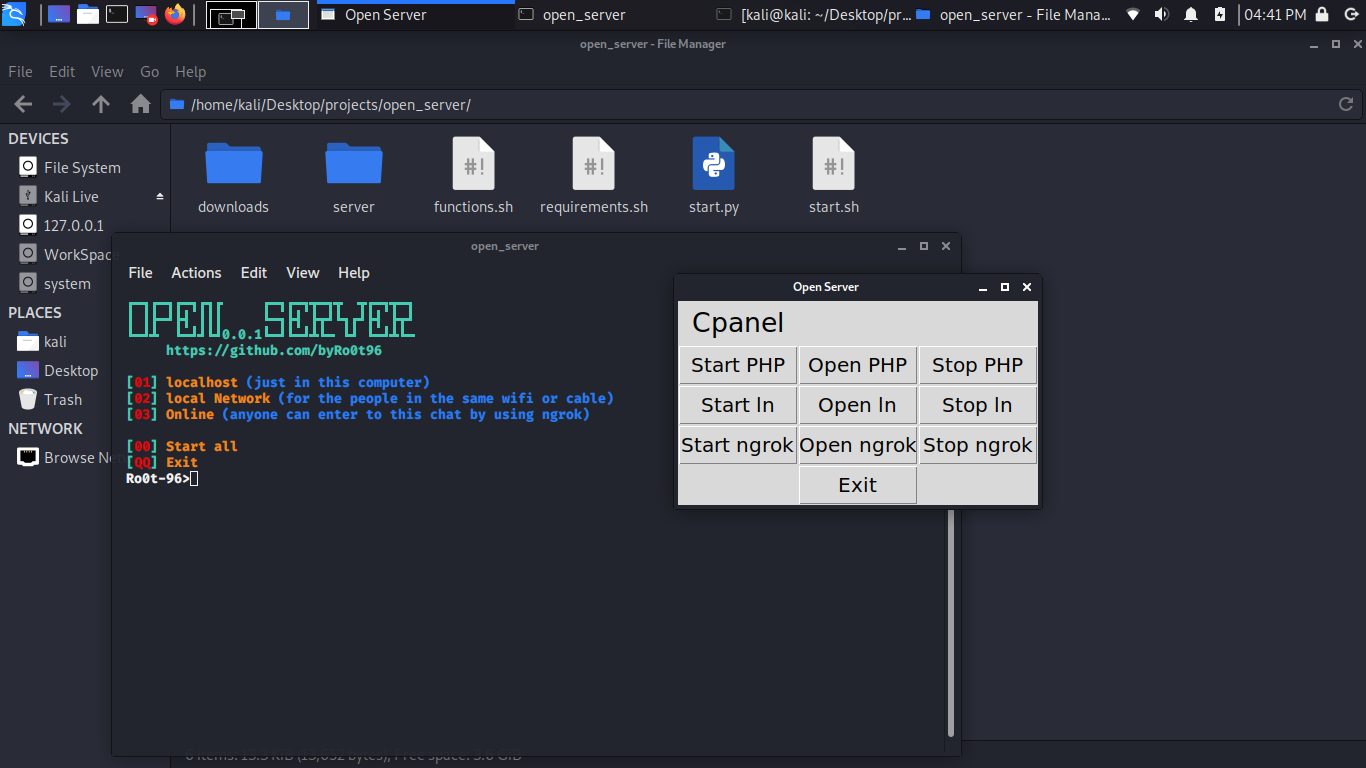 Open Server
open_server
[kali@kali: ~/Desktop/pr...
open_server - File Mana...
04:41 PM
open_server - File Manager
File Edit View Go Help
/home/kali/Desktop/projects/open_server/
DEVICES
File System
Kali Live
127.0.0.1
WorkSpac
system
PLACES
kali
Desktop
Trash
NETWORK
Browse Net
downloads
server
functions.sh
requirements.sh
start.py
start.sh
open_server
File Actions Edit View Help
OPEN 0.0.1 SERVER
https://github.com/byRo0t96
[01] localhost (just in this computer)
[02] local Network (for the people in the same wifi or cable)
[03] Online (anyone can enter to this chat by using ngrok)
[00] Start all
[QQ] Exit
Ro0t-96>
Open Server
Cpanel
Start PHP Open PHP Stop PHP
Start ln Open ln Stop ln
Start ngrok Open ngrok Stop ngrok
Exit